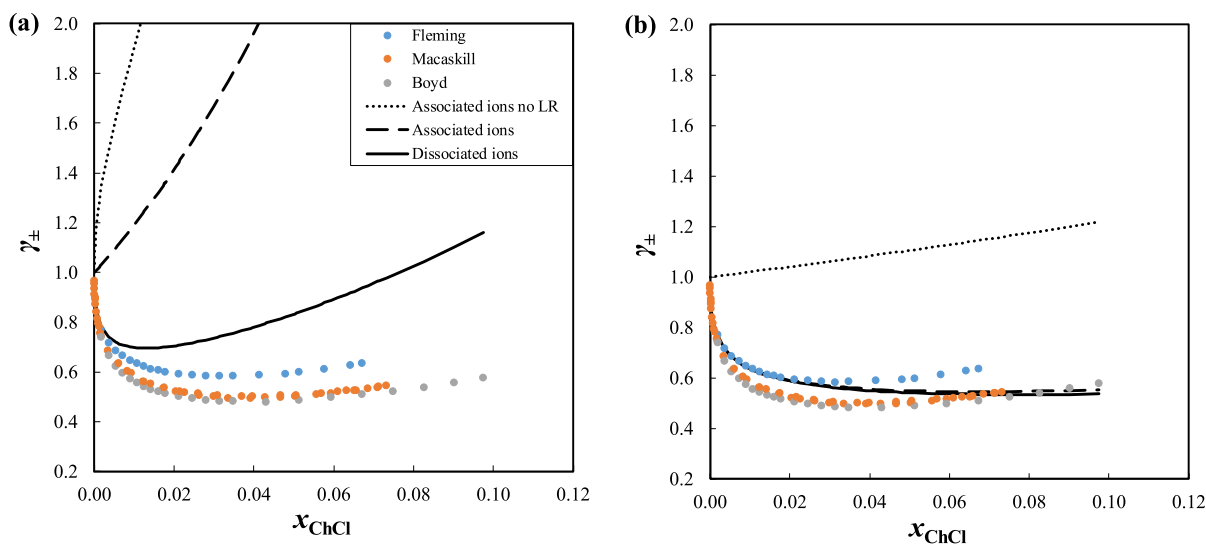 (a)
2.0
1.8
1.6
1.4
1.2
1.0
0.8
0.6
0.4
0.2
γ±
0.00 0.02 0.04 0.06 0.08 0.10 0.12
xChCl
Fleming
Macaskill
Boyd
Associated ions no LR
Associated ions
Dissociated ions
(b)
2.0
1.8
1.6
1.4
1.2
1.0
0.8
0.6
0.4
0.2
γ±
0.00 0.02 0.04 0.06 0.08 0.10 0.12
xChCl